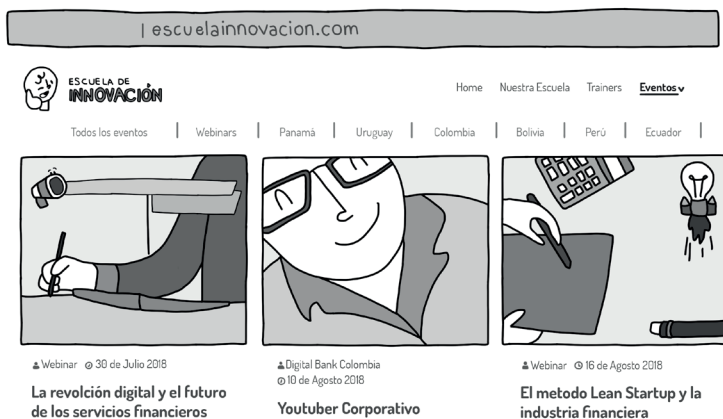 | escuelainnovacion.com
ESCUELA DE
INNOVACIÓN
Home Nuestra Escuela Trainers Eventos
Todos los eventos | Webinars | Panamá | Uruguay | Colombia | Bolivia | Perú | Ecuador |
Webinar 30 de Julio 2018
La revolción digital y el futuro
de los servicios financieros
Digital Bank Colombia
10 de Agosto 2018
Youtuber Corporativo
Webinar 16 de Agosto 2018
El metodo Lean Startup y la
industria financiera